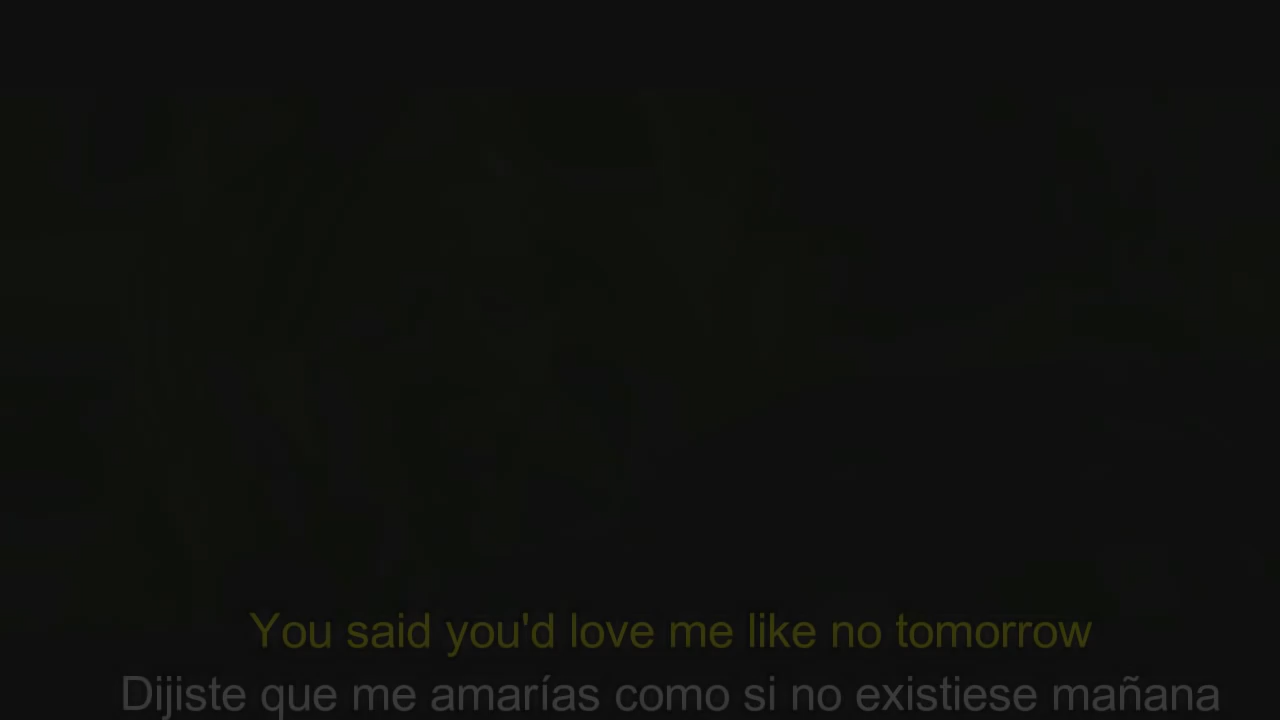 You said you'd love me like no tomorrow
Dijiste que me amarías como si no existiese mañana